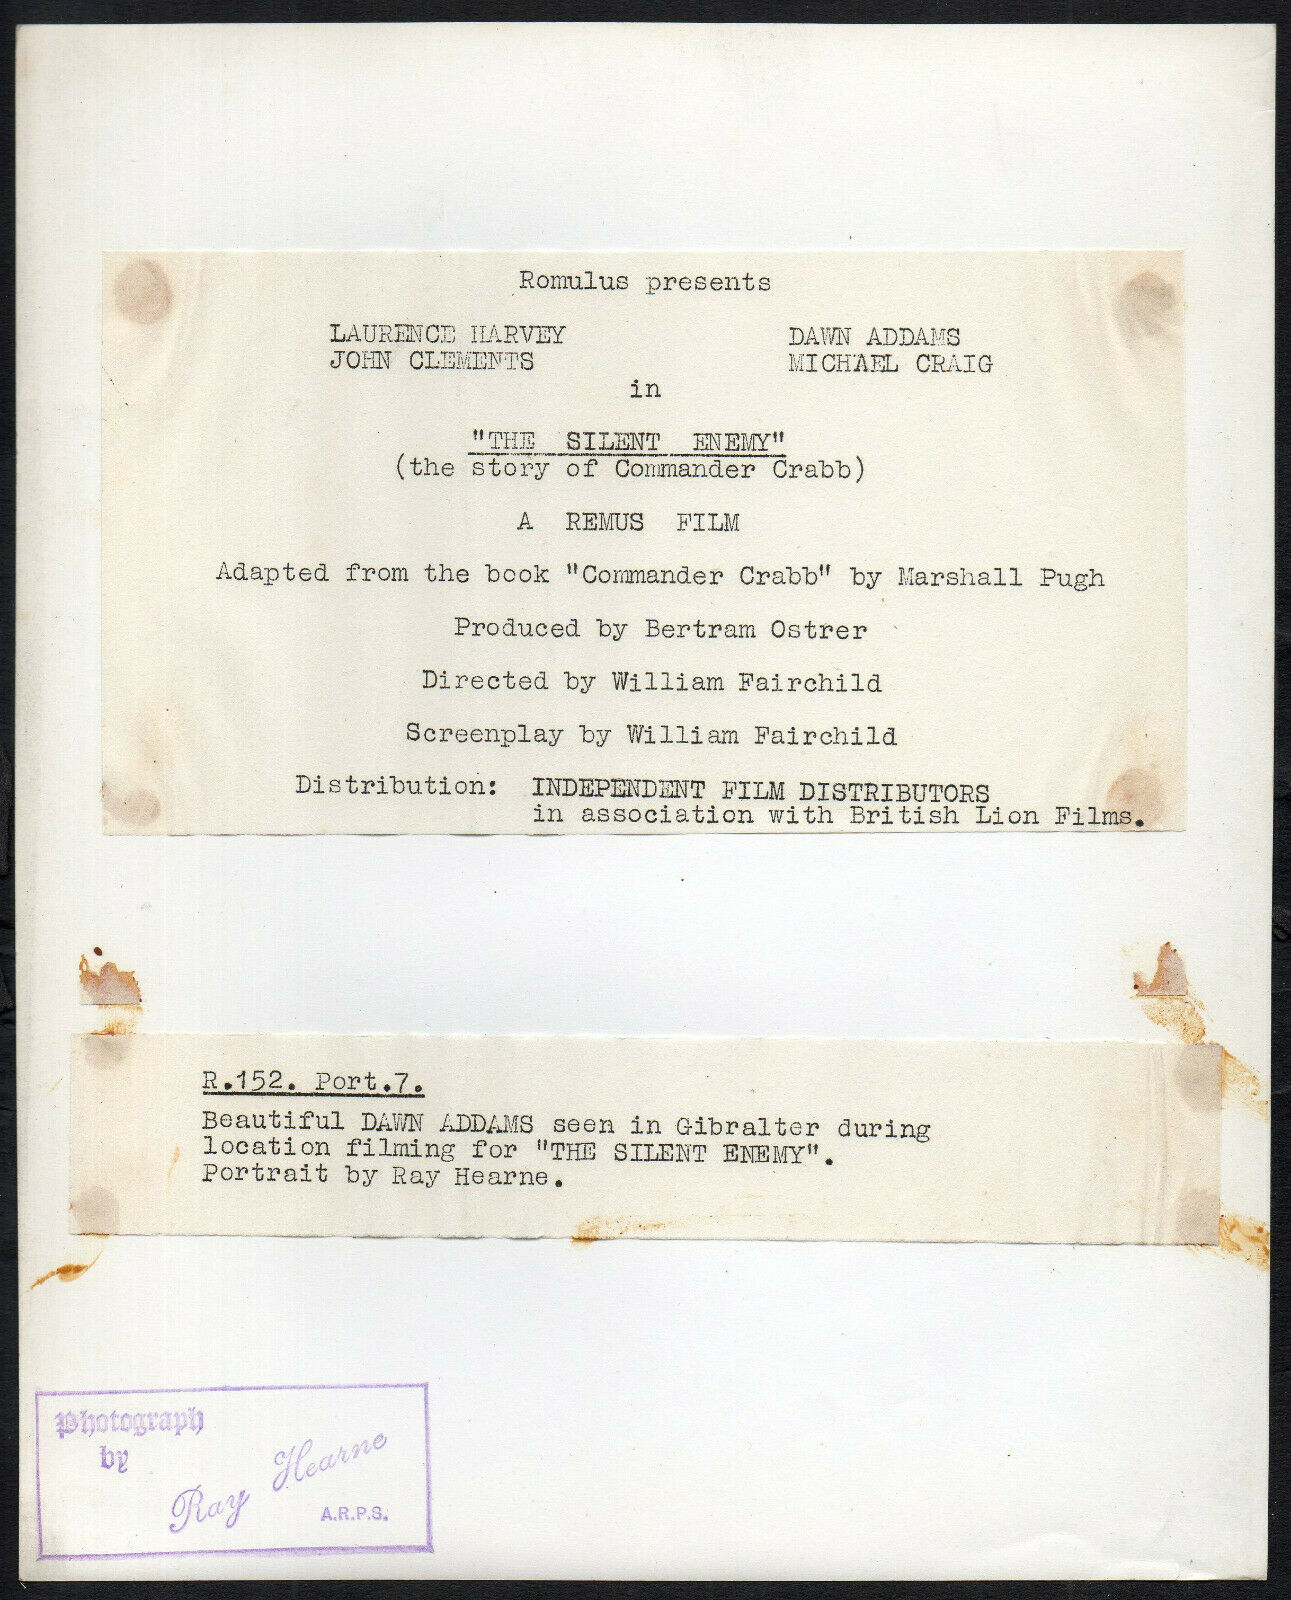 Romulus presents
LAURENCE HARVEY DAWN ADDAMS
JOHN CLEMENTS MICHAEL CRAIG
in
"THE SILENT ENEMY"
(the story of Commander Crabb)
A REMUS FILM
Adapted from the book "Commander Crabb" by Marshall Pugh
Produced by Bertram Ostrer
Directed by William Fairchild
Screenplay by William Fairchild
Distribution: INDEPENDENT FILM DISTRIBUTORS
in association with British Lion Films.
R.152. Port.7.
Beautiful DAWN ADDAMS seen in Gibralter during
location filming for "THE SILENT ENEMY".
Portrait by Ray Hearne.
Photograph
by
Ray Hearne
A.R.P.S.